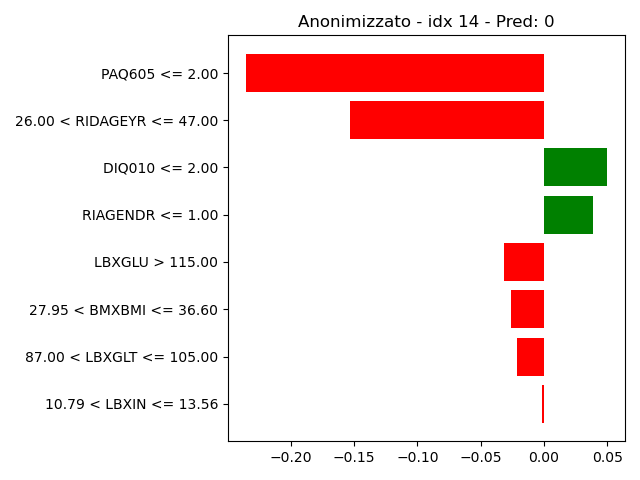 Anonimizzato - idx 14 - Pred: 0
PAQ605 <= 2.00
26.00 < RIDAGEYR <= 47.00
DIQ010 <= 2.00
RIAGENDR <= 1.00
LBXGLU > 115.00
27.95 < BMXBMI <= 36.60
87.00 < LBXGLT <= 105.00
10.79 < LBXIN <= 13.56
−0.20 −0.15 −0.10 −0.05 0.00 0.05